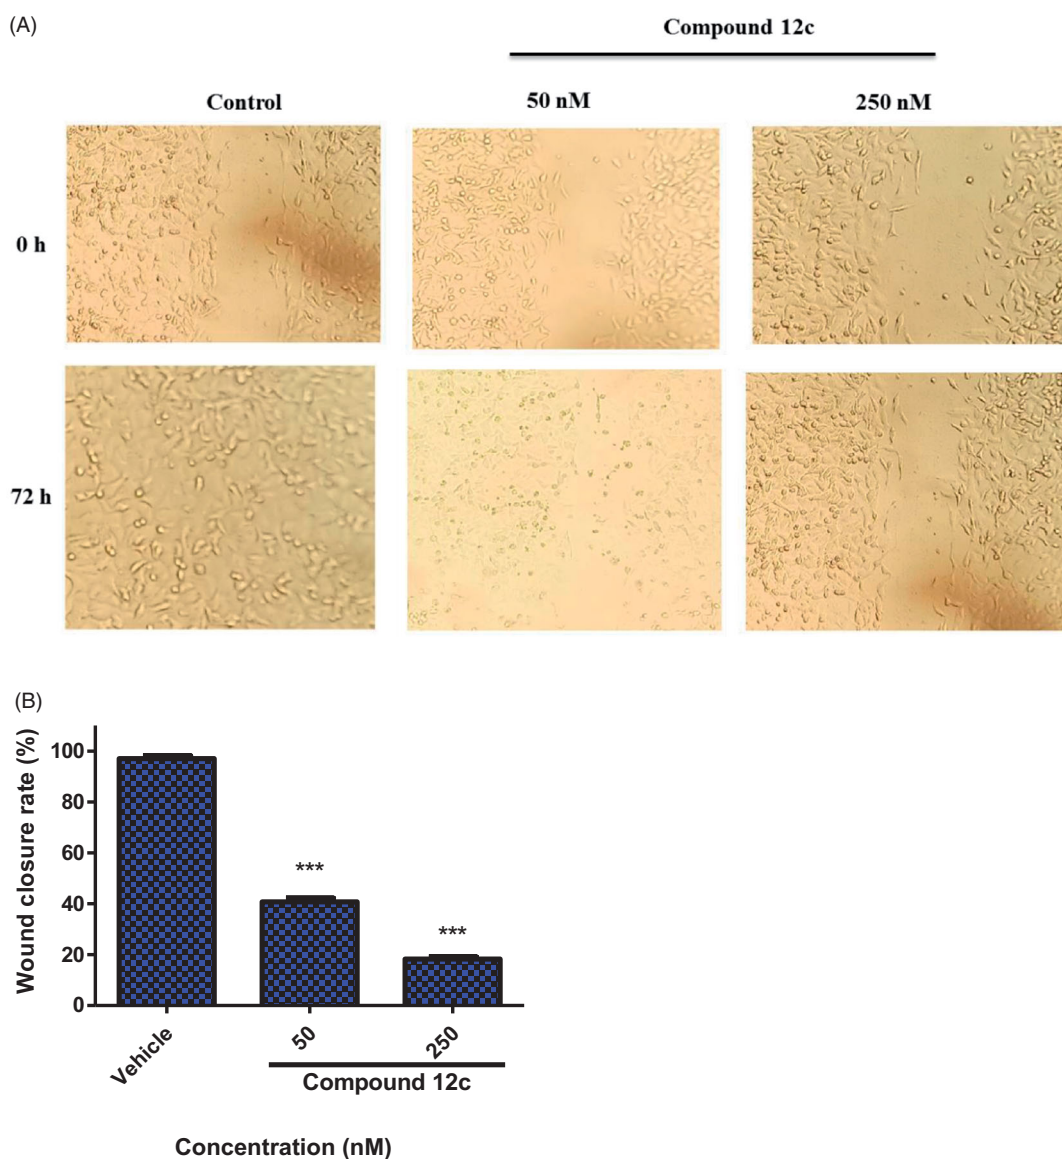 (A)
Compound 12c
Control
50 nM
250 nM
0 h
72 h
(B)
Wound closure rate (%)
100
80
60
40
20
0
***
***
Vehicle
50
250
Compound 12c
Concentration (nM)